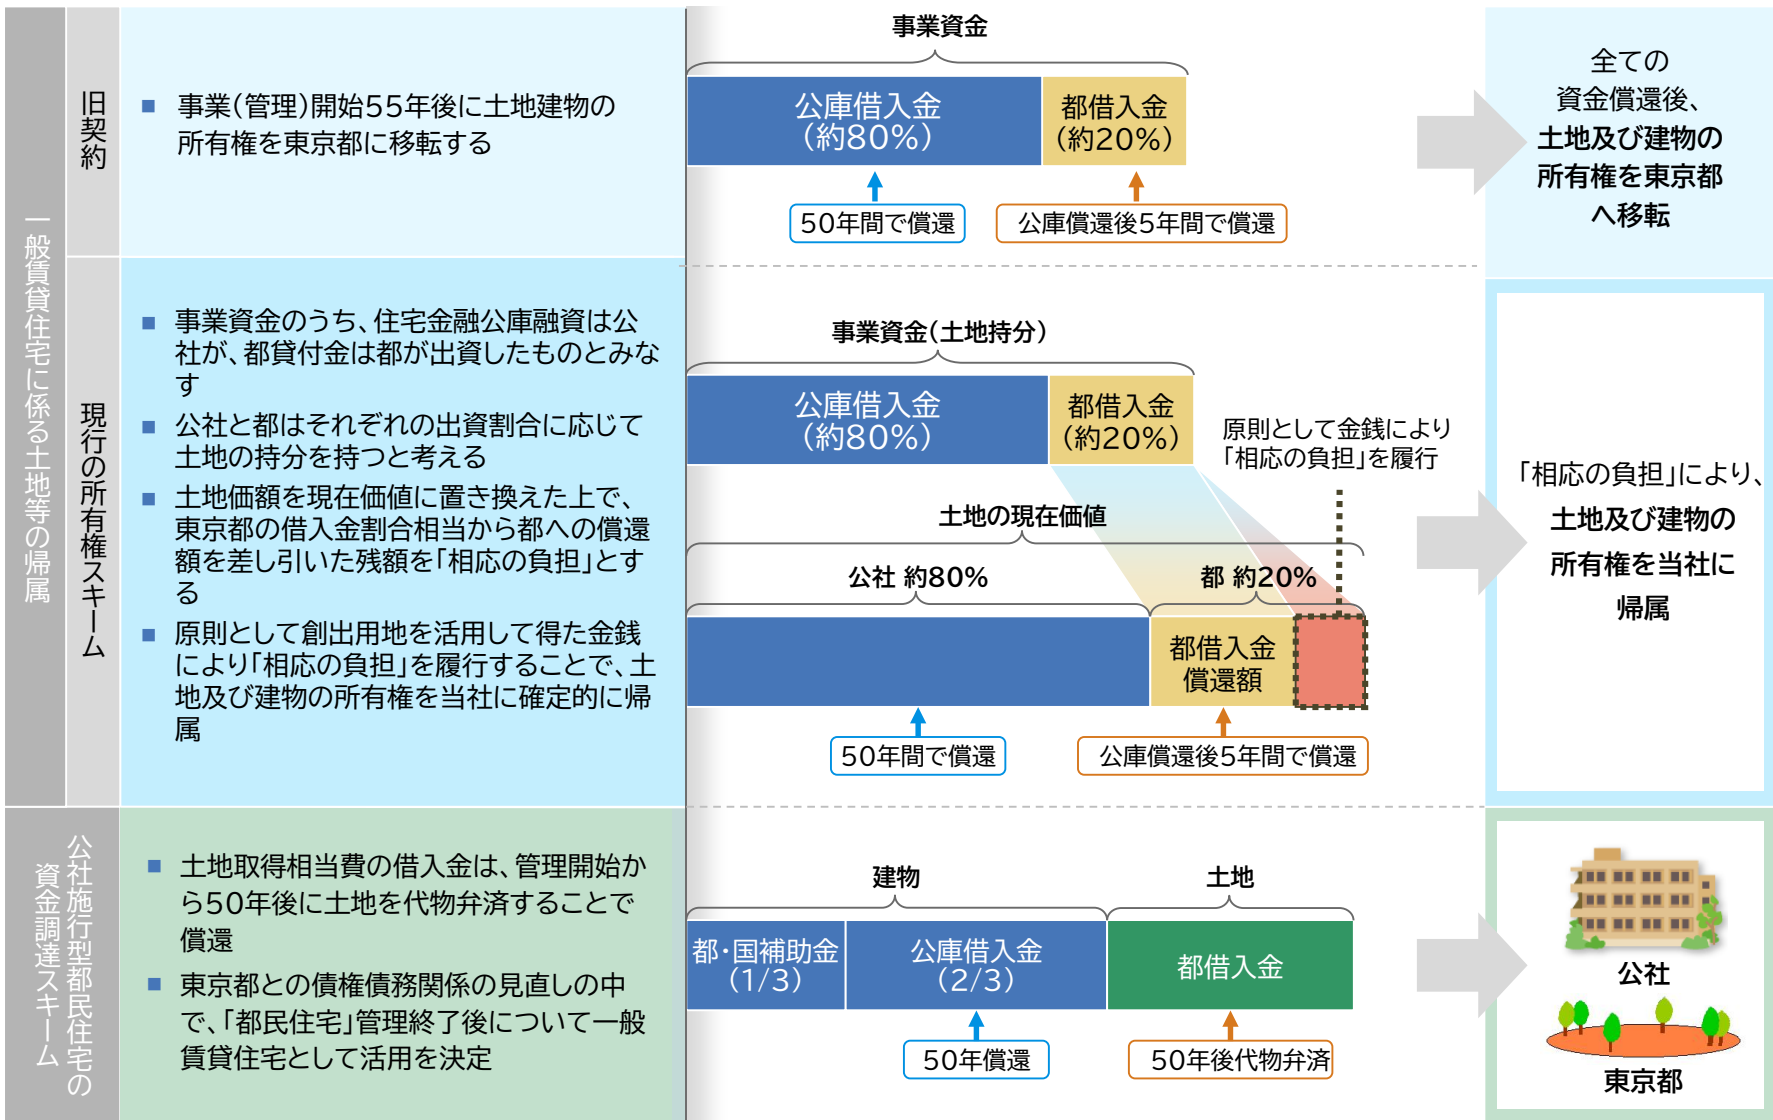 一般賃貸住宅に係る土地等の帰属
旧契約
■ 事業(管理)開始55年後に土地建物の
所有権を東京都に移転する
事業資金
公庫借入金
(約80%)
都借入金
(約20%)
50年間で償還
公庫償還後5年間で償還
全ての
資金償還後、
土地及び建物の
所有権を東京都
へ移転
現行の所有権スキーム
■ 事業資金のうち、住宅金融公庫融資は公
社が、都貸付金は都が出資したものとみな
す
■ 公社と都はそれぞれの出資割合に応じて
土地の持分を持つと考える
■ 土地価額を現在価値に置き換えた上で、
東京都の借入金割合相当から都への償還
額を差し引いた残額を「相応の負担」とす
る
■ 原則として創出用地を活用して得た金銭
により「相応の負担」を履行することで、土
地及び建物の所有権を当社に確定的に帰
属
事業資金(土地持分)
公庫借入金
(約80%)
都借入金
(約20%)
原則として金銭により
「相応の負担」を履行
土地の現在価値
公社 約80%
都 約20%
都借入金
償還額
50年間で償還
公庫償還後5年間で償還
「相応の負担」により、
土地及び建物の
所有権を当社に
帰属
公社施行型都民住宅の
資金調達スキーム
■ 土地取得相当費の借入金は、管理開始か
ら50年後に土地を代物弁済することで
償還
■ 東京都との債権債務関係の見直しの中
で、「都民住宅」管理終了後について一般
賃貸住宅として活用を決定
建物
土地
都・国補助金
(1/3)
公庫借入金
(2/3)
都借入金
50年償還
50年後代物弁済
公社
東京都